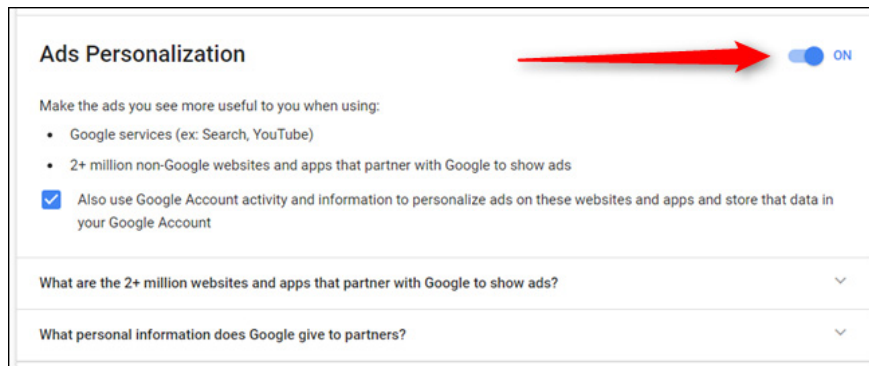 Ads Personalization
ON
Make the ads you see more useful to you when using:
• Google services (ex: Search, YouTube)
• 2+ million non-Google websites and apps that partner with Google to show ads
Also use Google Account activity and information to personalize ads on these websites and apps and store that data in
your Google Account
What are the 2+ million websites and apps that partner with Google to show ads?
What personal information does Google give to partners?